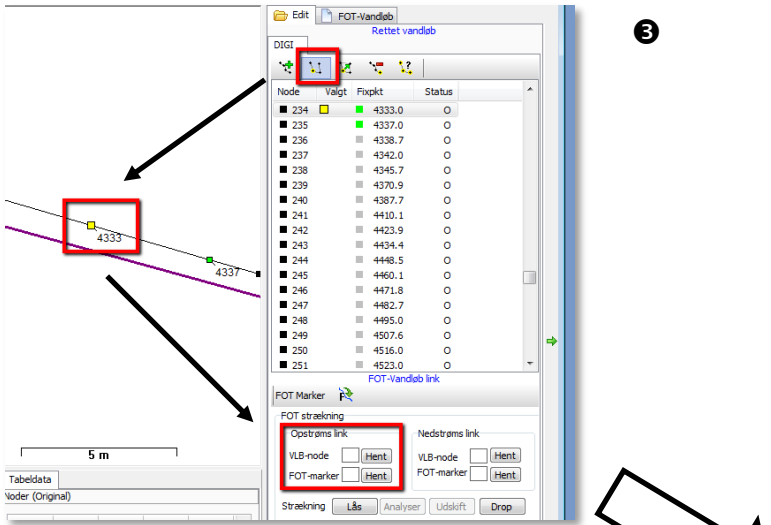 Edit FOT-Vandløb
❸
Rettet vandløb
DIGI
Node Valgt Fixpkt Status
234 4333.0 O
235 4337.0 O
236 4338.7 O
237 4342.0 O
238 4345.7 O
239 4370.9 O
240 4387.7 O
241 4410.1 O
242 4423.9 O
243 4434.4 O
244 4448.5 O
245 4460.1 O
246 4471.8 O
247 4482.7 O
248 4495.0 O
249 4507.6 O
250 4516.0 O
251 4523.0 O
4333
4337
FOT-Vandløb link
FOT Marker
FOT strækning
Opstrøms link Nedstrøms link
VLB-node Hent VLB-node Hent
FOT-marker Hent FOT-marker Hent
Strækning Lås Analyser Udskift Drop
5 m
Tabeldata
Noder (Original)